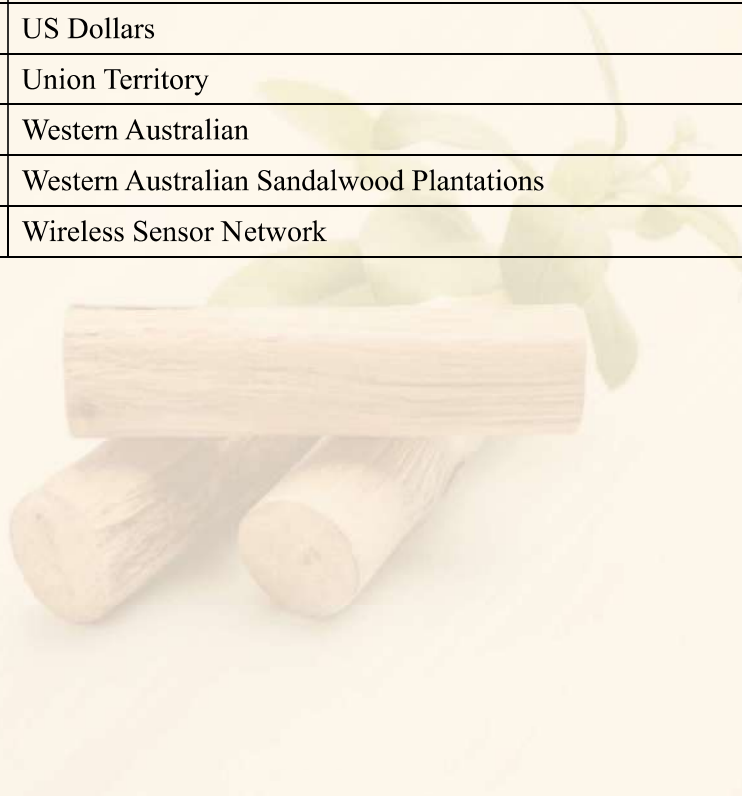 US Dollars
Union Territory
Western Australian
Western Australian Sandalwood Plantations
Wireless Sensor Network